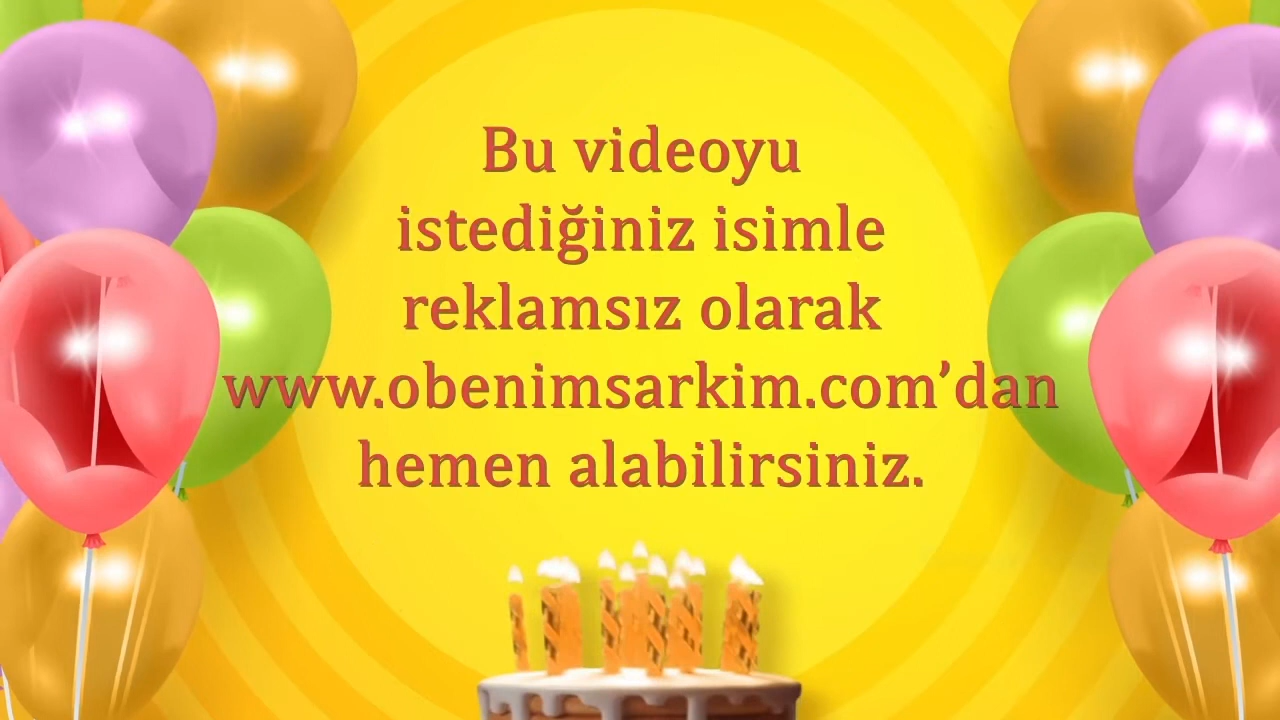 Bu videoyu
istediğiniz isimle
reklamsız olarak
www.obenimsarkim.com’dan
hemen alabilirsiniz.